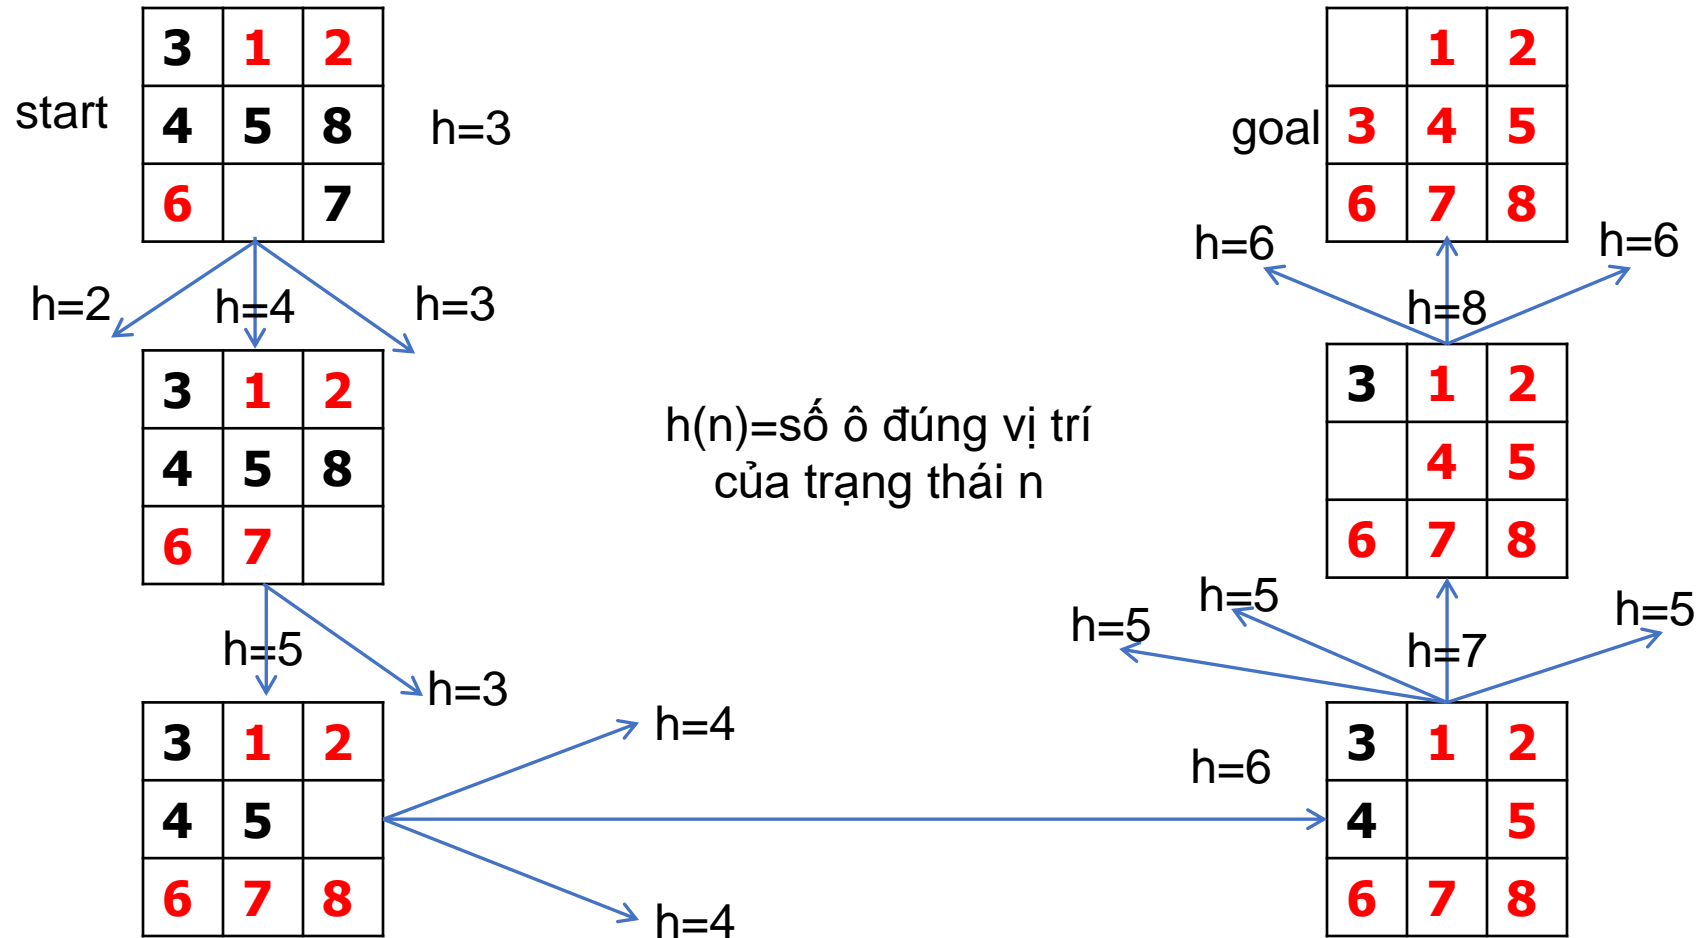 start
3 1 2
4 5 8
6 7
h=3
h=2
h=4
h=3
3 1 2
4 5 8
6 7
h=5
h=3
3 1 2
4 5
6 7 8
h=4
h=6
h=4
h(n)=số ô đúng vị trí
của trạng thái n
goal
1 2
3 4 5
6 7 8
h=6
h=8
h=6
3 1 2
4 5
6 7 8
h=5
h=5
h=7
h=5
3 1 2
4 5
6 7 8